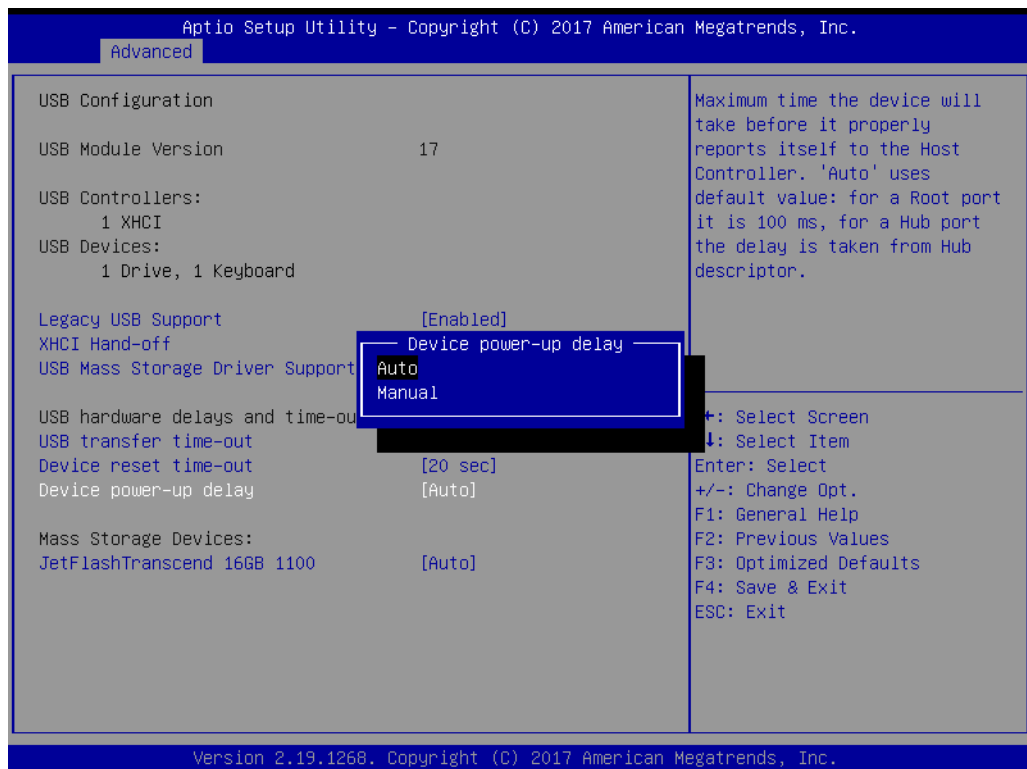 Aptio Setup Utility – Copyright (C) 2017 American Megatrends, Inc.
Advanced
USB Configuration
USB Module Version 17
USB Controllers:
1 XHCI
USB Devices:
1 Drive, 1 Keyboard
Legacy USB Support [Enabled]
XHCI Hand-off
USB Mass Storage Driver Support
USB hardware delays and time-ou
USB transfer time-out
Device reset time-out [20 sec]
Device power-up delay [Auto]
Mass Storage Devices:
JetFlashTranscend 16GB 1100 [Auto]
Device power-up delay
Auto
Manual
Maximum time the device will
take before it properly
reports itself to the Host
Controller. 'Auto' uses
default value: for a Root port
it is 100 ms, for a Hub port
the delay is taken from Hub
descriptor.
: Select Screen
: Select Item
Enter: Select
+/-: Change Opt.
F1: General Help
F2: Previous Values
F3: Optimized Defaults
F4: Save & Exit
ESC: Exit
Version 2.19.1268. Copyright (C) 2017 American Megatrends, Inc.